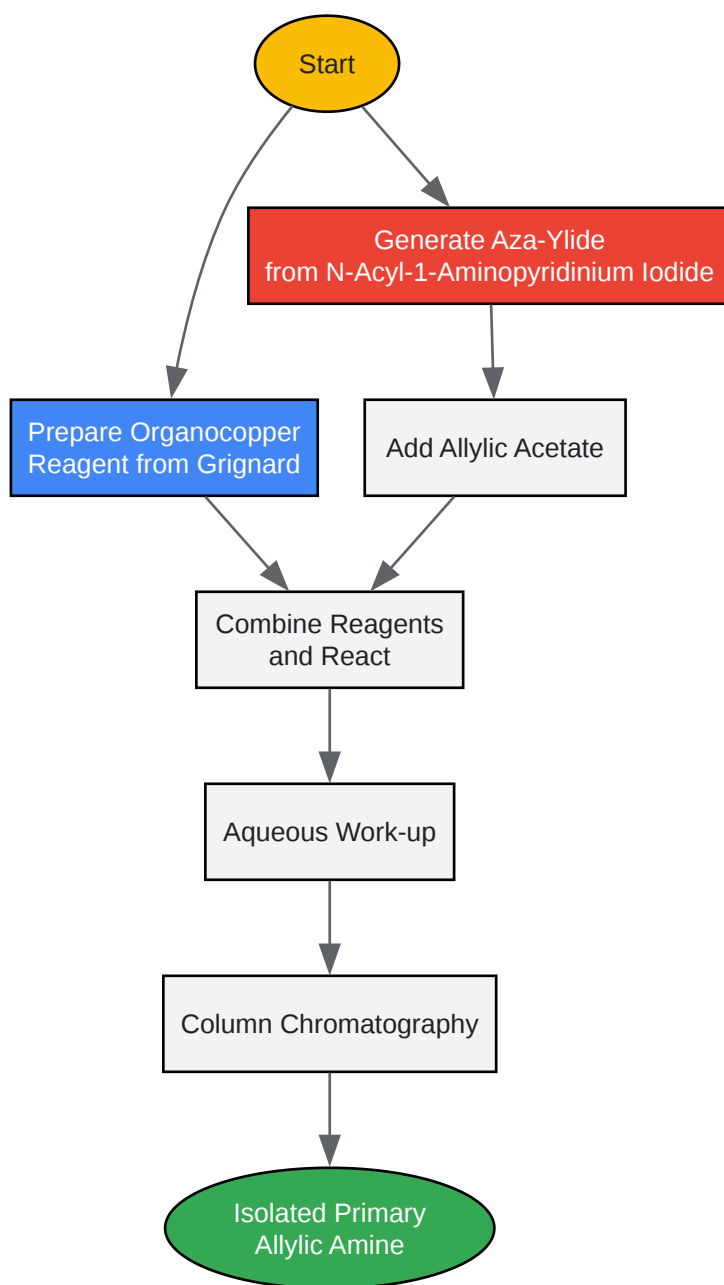 Start
Generate Aza-Ylide
from N-Acyl-1-Aminopyridinium Iodide
Prepare Organocopper
Reagent from Grignard
Add Allylic Acetate
Combine Reagents
and React
Aqueous Work-up
Column Chromatography
Isolated Primary
Allylic Amine